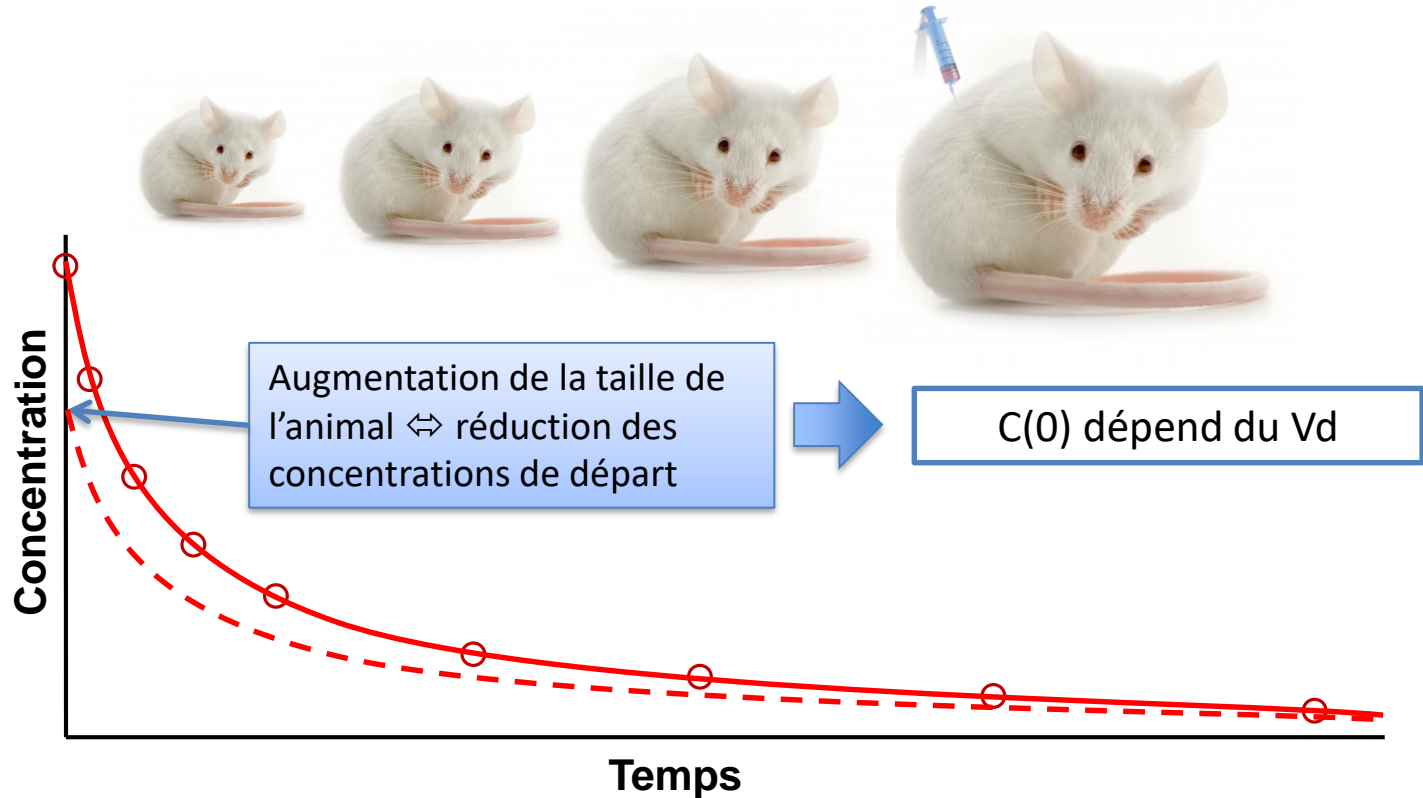 Augmentation de la taille de
l’animal ⇔ réduction des
concentrations de départ
C(0) dépend du Vd
Concentration
Temps